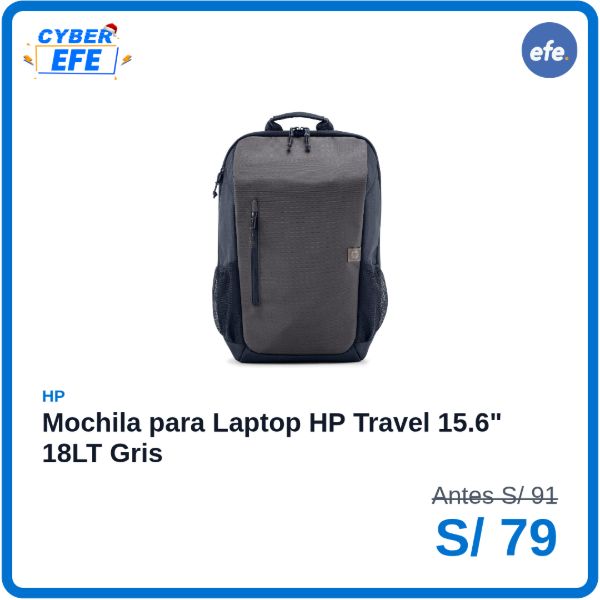 CYBER
EFE
efe.
HP
Mochila para Laptop HP Travel 15.6"
18LT Gris
Antes S/ 91
S/ 79